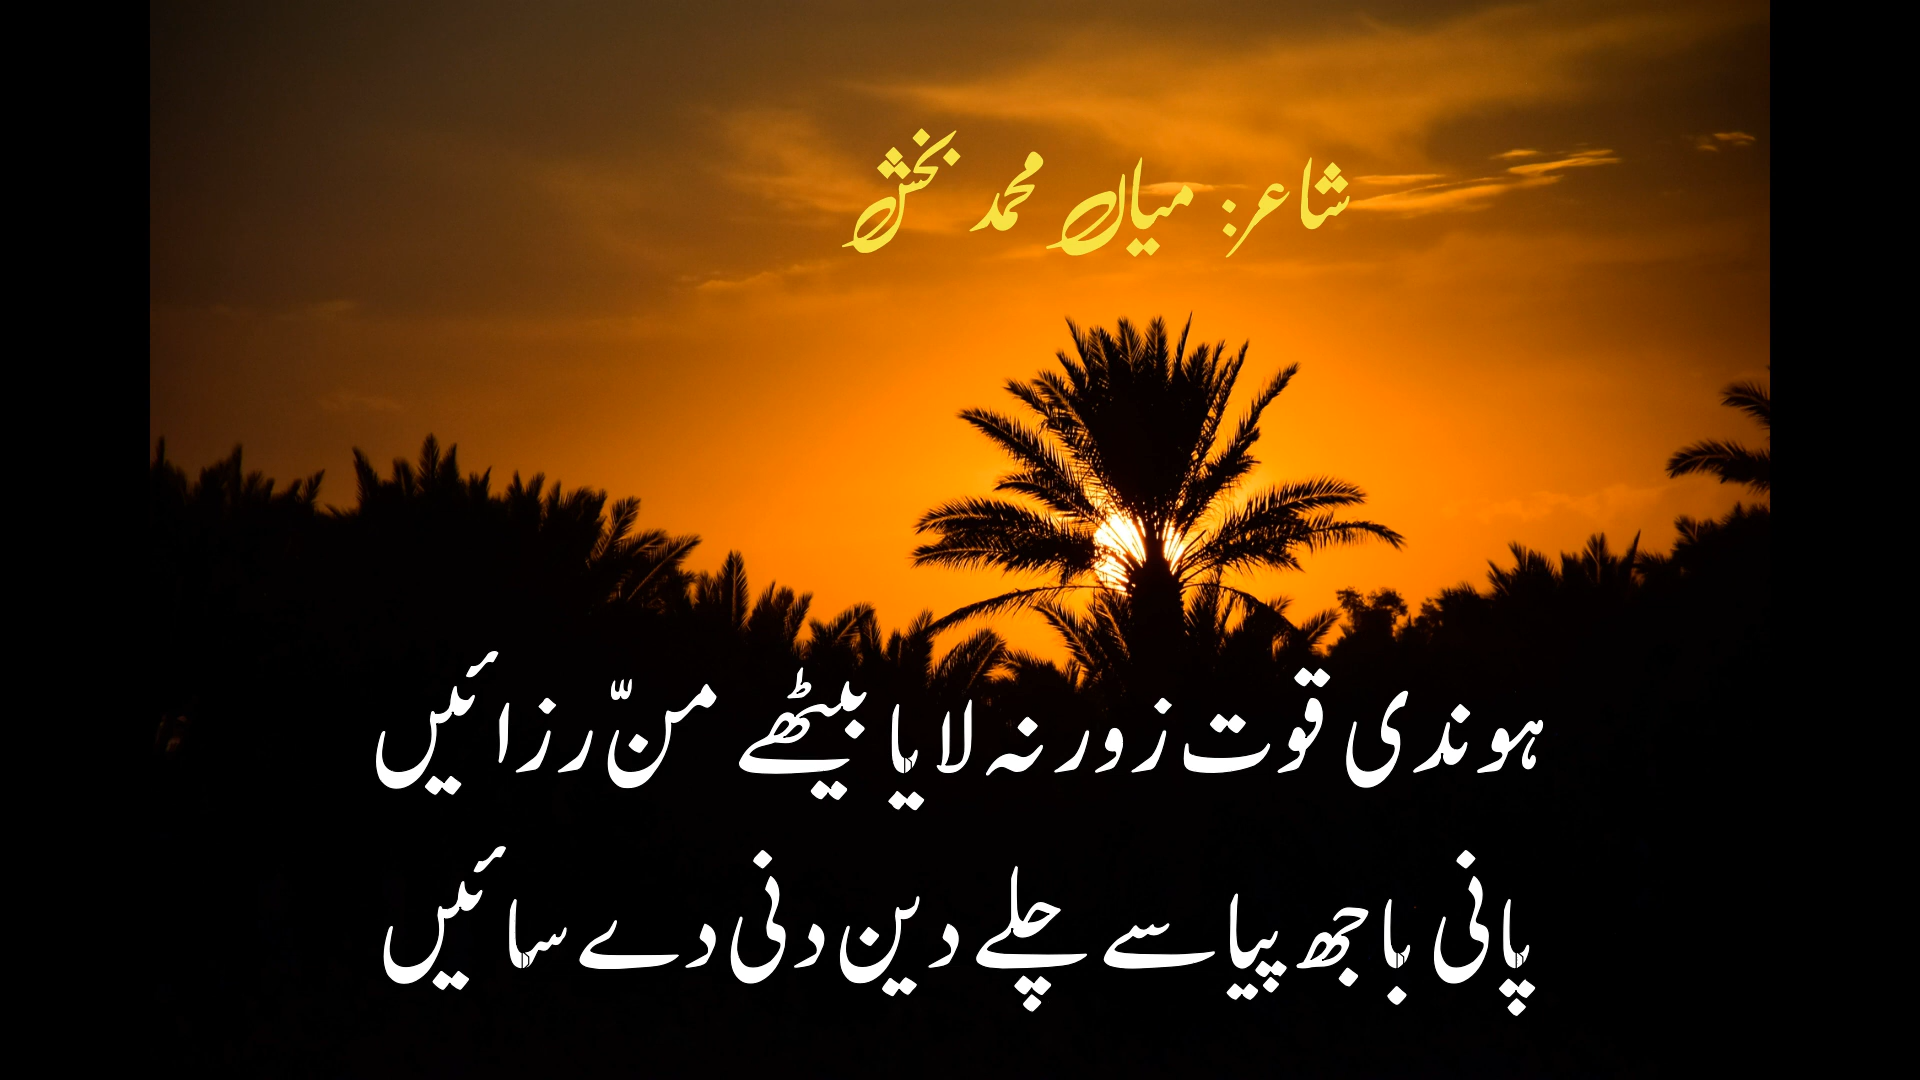 شاعر: میاں محمد بخش
ہوندی قوت زور نہ لایا بیٹھے منّ رزائیں
پانی باجھ پیاسے چلے دین دنی دے سائیں